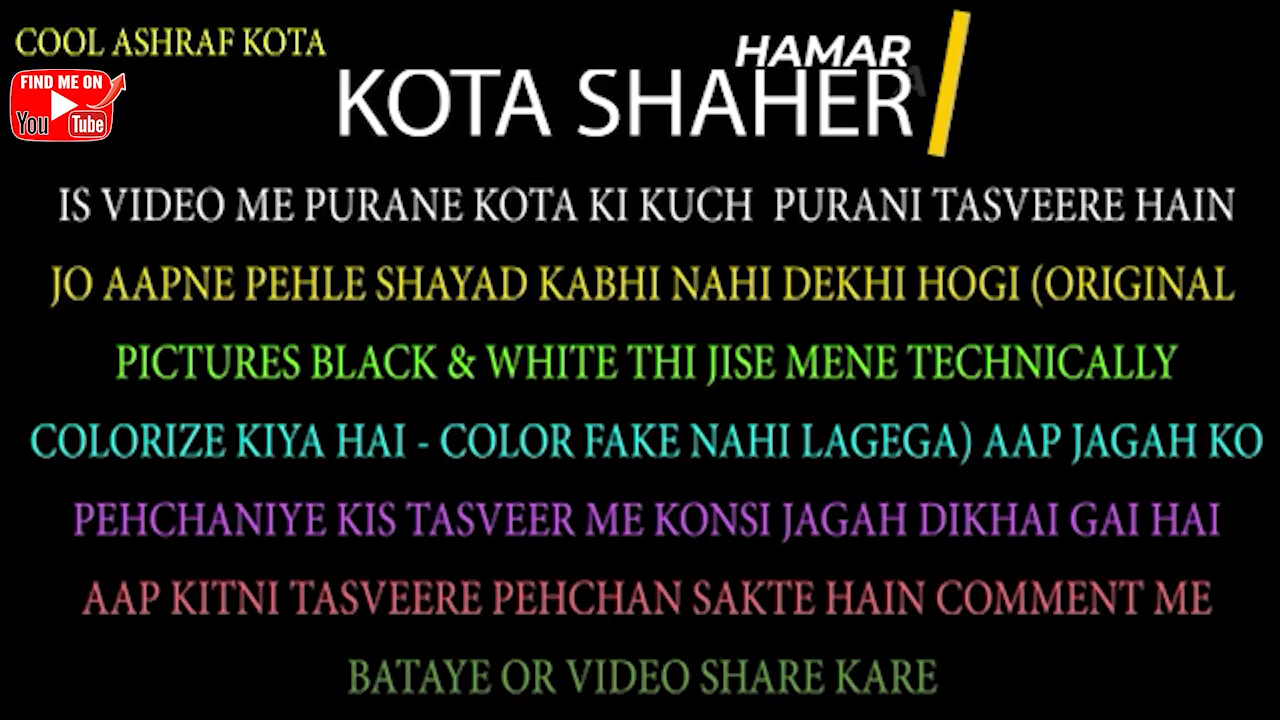 COOL ASHRAF KOTA
FIND ME ON
You Tube
HAMARA
KOTA SHAHER
IS VIDEO ME PURANE KOTA KI KUCH PURANI TASVEERE HAIN
JO AAPNE PEHLE SHAYAD KABHI NAHI DEKHI HOGI (ORIGINAL
PICTURES BLACK & WHITE THI JISE MENE TECHNICALLY
COLORIZE KIYA HAI - COLOR FAKE NAHI LAGEGA) AAP JAGAH KO
PEHCHANIYE KIS TASVEER ME KONSI JAGAH DIKHAI GAI HAI
AAP KITNI TASVEERE PEHCHAN SAKTE HAIN COMMENT ME
BATAYE OR VIDEO SHARE KARE